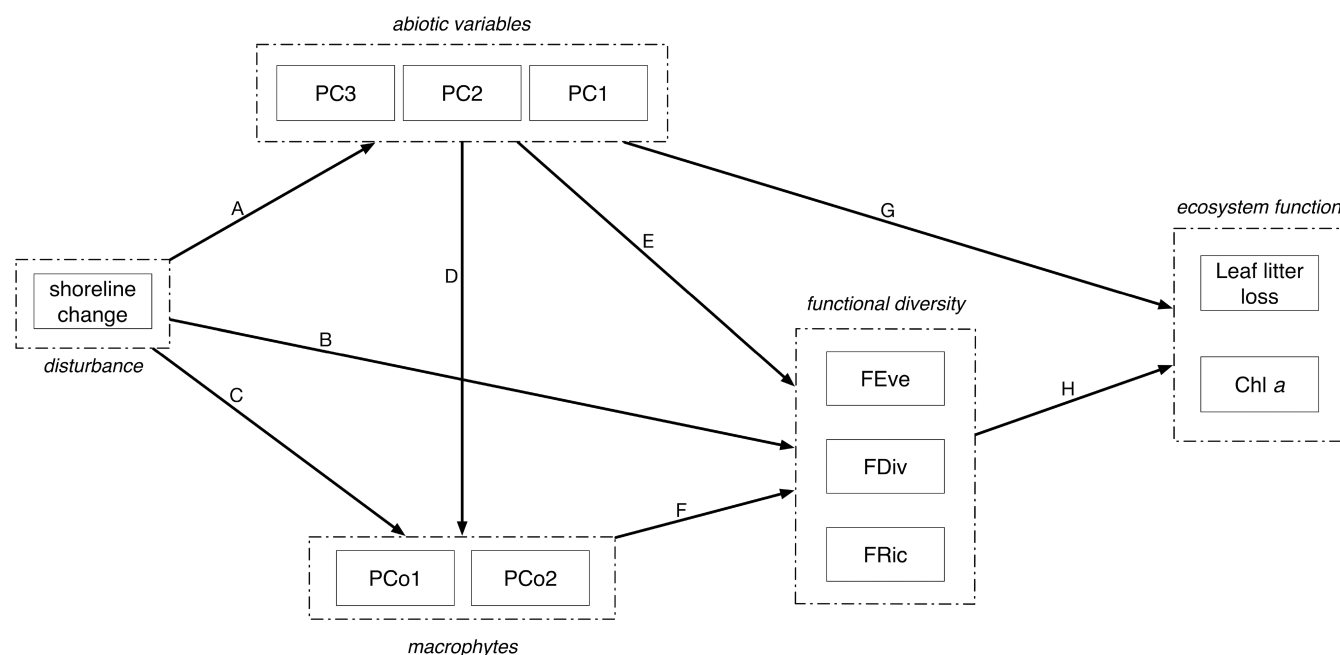 abiotic variables
PC3
PC2
PC1
A
G
ecosystem function
E
D
shoreline
change
disturbance
Leaf litter
loss
functional diversity
B
C
FEve
H
Chl a
FDiv
F
FRic
PCo1
PCo2
macrophytes